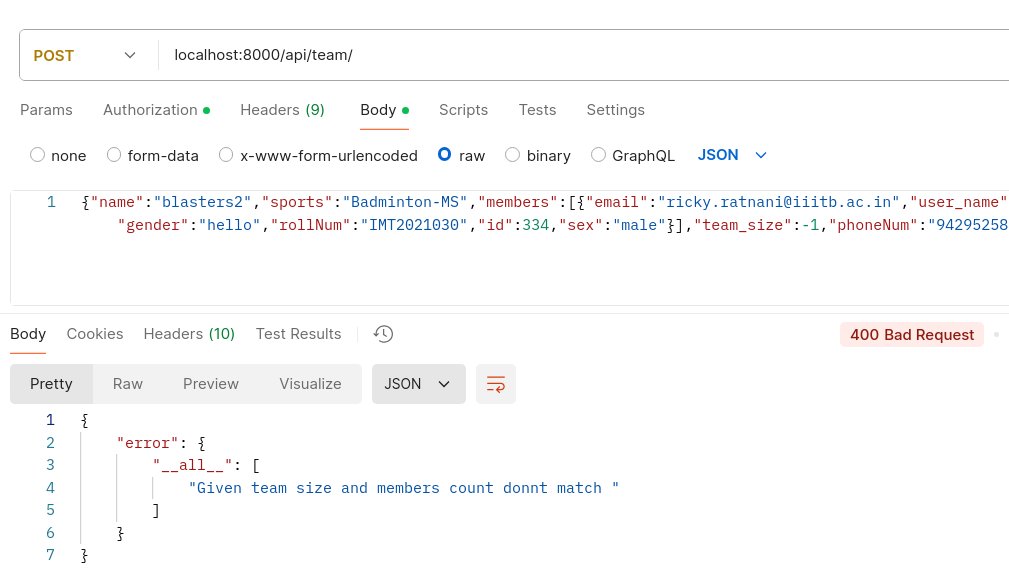 POST localhost:8000/api/team/
Params Authorization Headers (9) Body Scripts Tests Settings
none form-data x-www-form-urlencoded raw binary GraphQL JSON
1 {"name":"blasters2","sports":"Badminton-MS","members":[{"email":"ricky.ratnani@iiitb.ac.in","user_name"
"gender":"hello","rollNum":"IMT2021030","id":334,"sex":"male"}],"team_size":-1,"phoneNum":"94295258
Body Cookies Headers (10) Test Results 400 Bad Request
Pretty Raw Preview Visualize JSON
1 {
2 "error": {
3 "__all__": [
4 "Given team size and members count donnt match "
5 ]
6 }
7 }